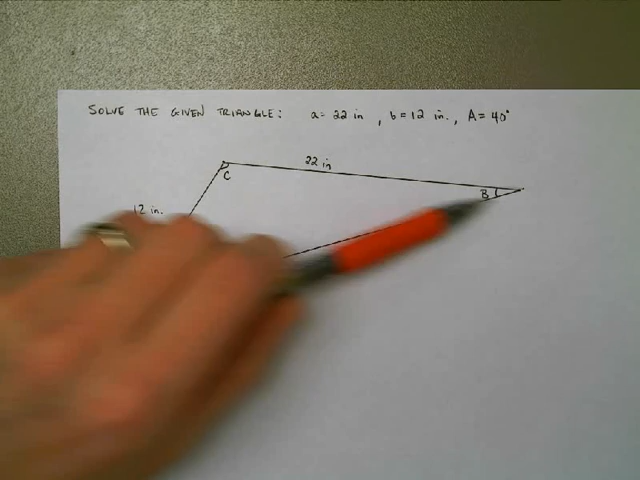 SOLVE THE GIVEN TRIANGLE: a=22 in, b=12 in., A=40°
22 in
C
B
12 in.